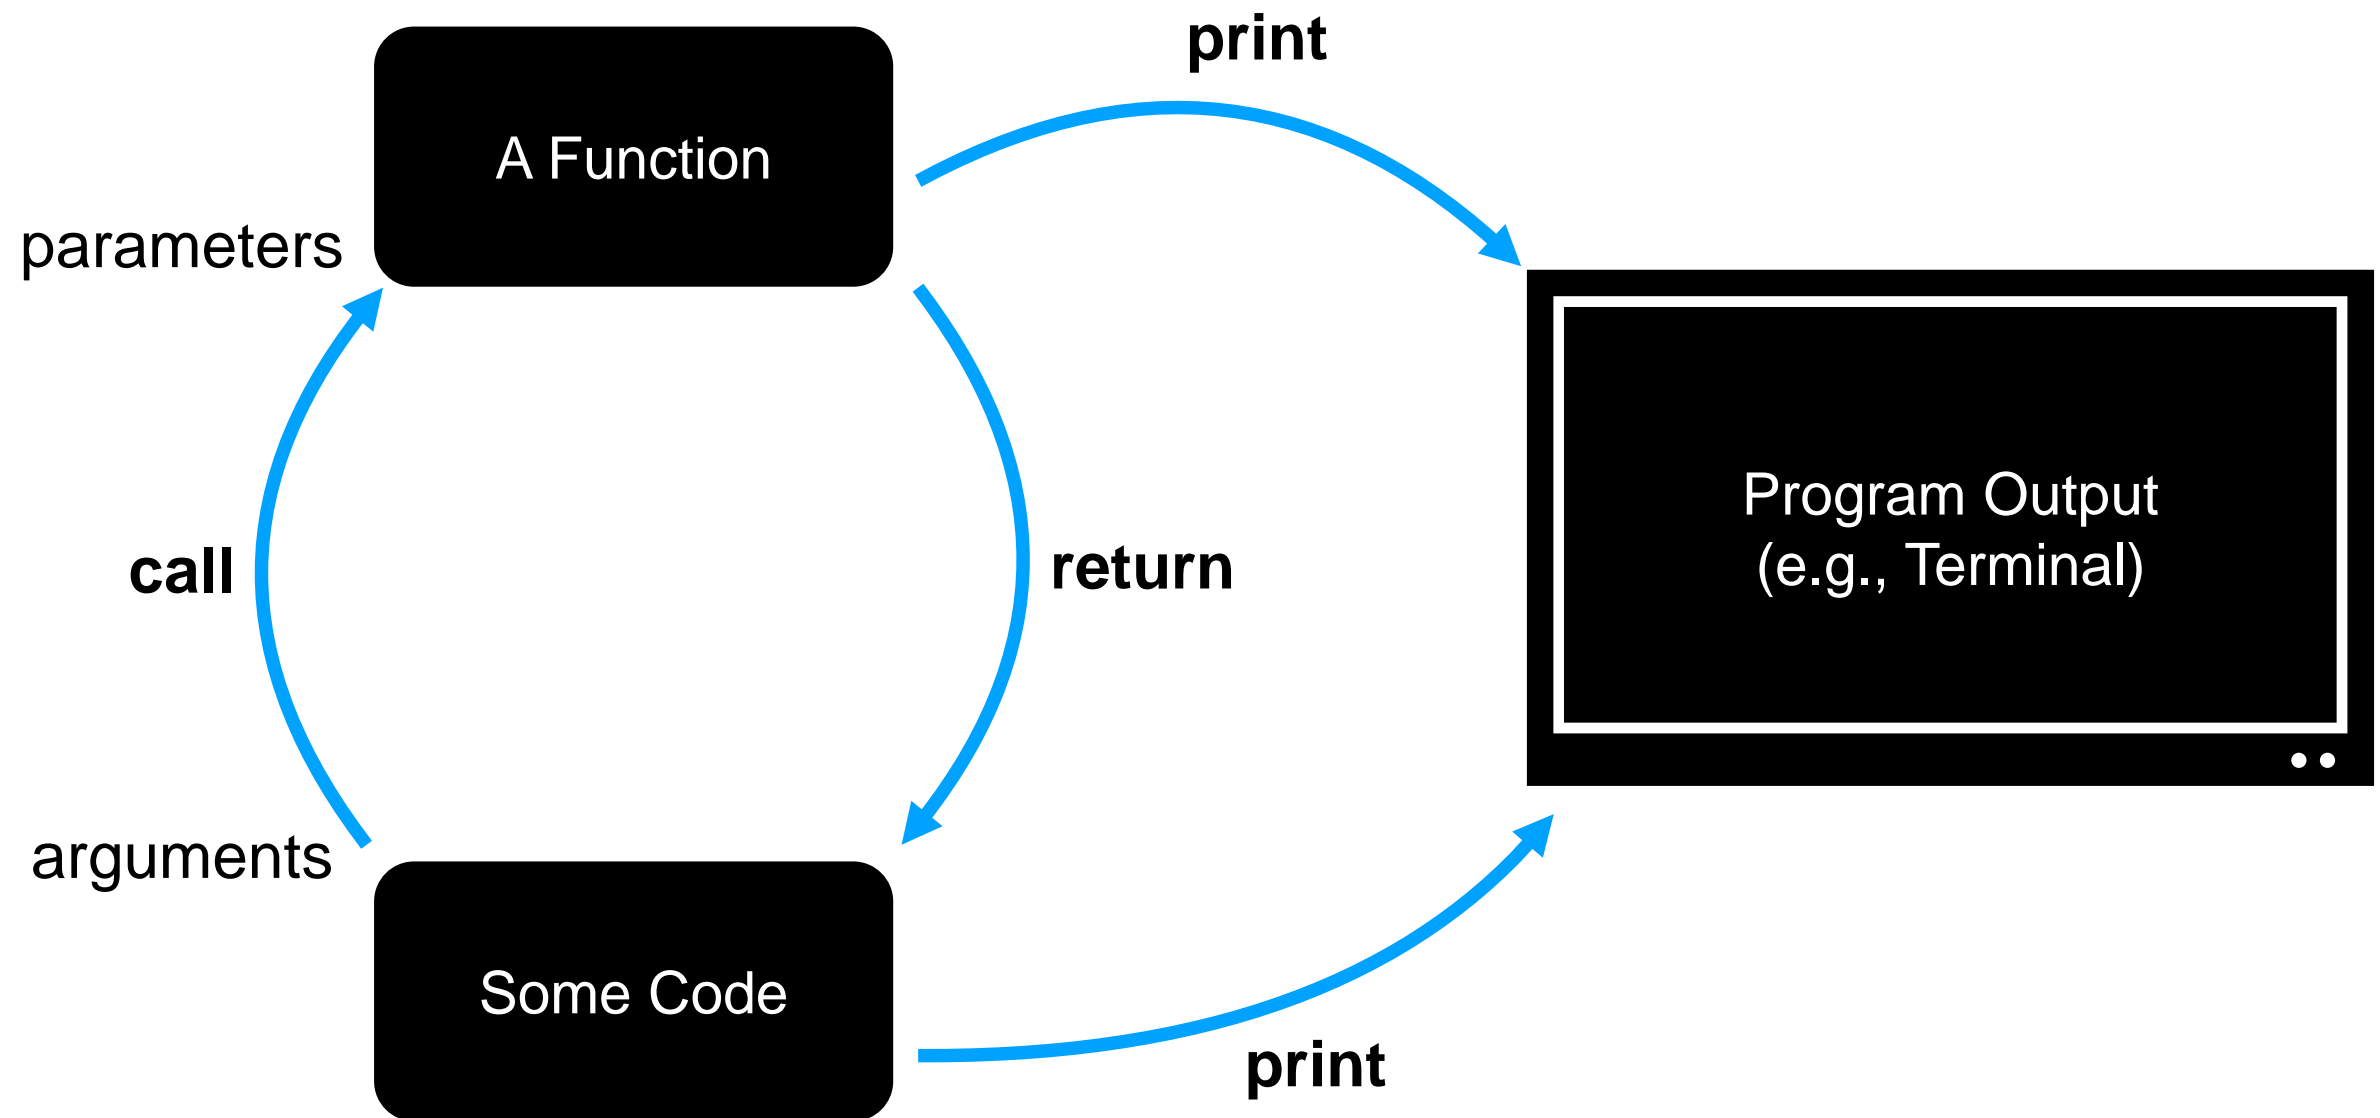 print
A Function
parameters
Program Output
(e.g., Terminal)
call
return
arguments
Some Code
print